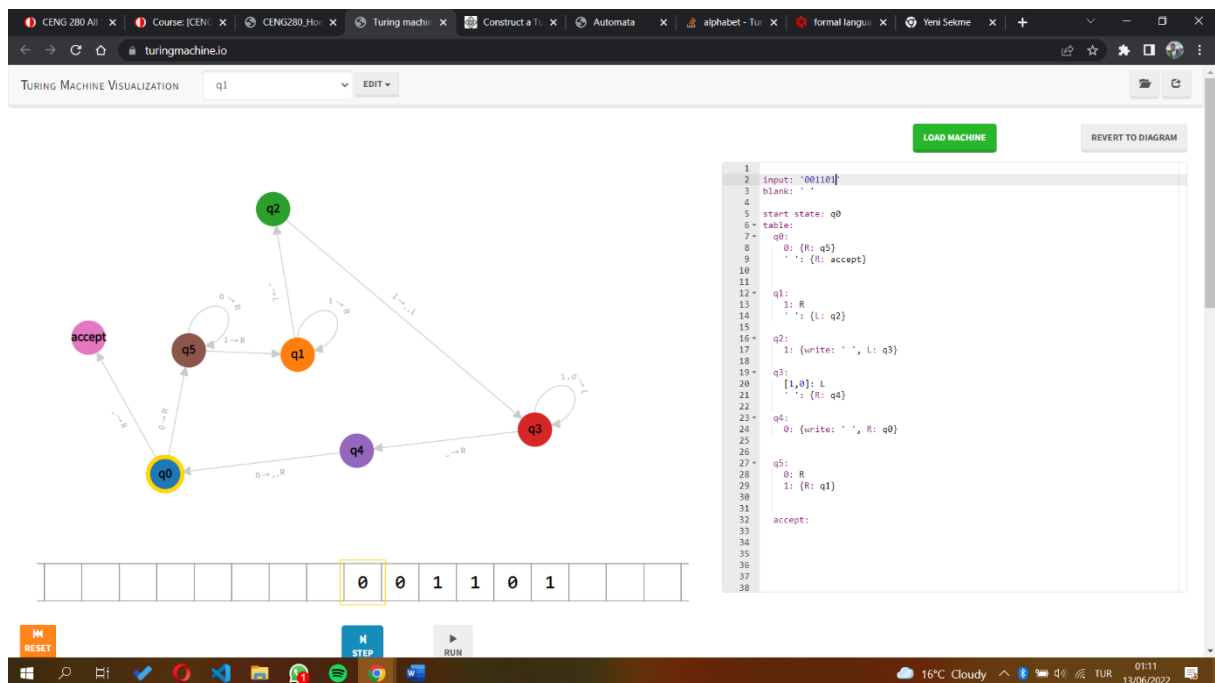 CENG 280 All
Course: [CENG
CENG280_Hor
Turing machin
Construct a Tu
Automata
alphabet - Tur
formal langua
Yeni Sekme
turingmachine.io
TURING MACHINE VISUALIZATION
q1
EDIT
LOAD MACHINE
REVERT TO DIAGRAM
q2
accept
q5
q1
q3
q4
q0
0→R
1→R
1→R
␣→L
1→␣,L
1,0→L
␣→R
0→␣,R
0→R
␣→R
1
2 input: '001101'
3 blank: ' '
4
5 start state: q0
6 table:
7 q0:
8 0: {R: q5}
9 ' ': {R: accept}
10
11
12 q1:
13 1: R
14 ' ': {L: q2}
15
16 q2:
17 1: {write: ' ', L: q3}
18
19 q3:
20 [1,0]: L
21 ' ': {R: q4}
22
23 q4:
24 0: {write: ' ', R: q0}
25
26
27 q5:
28 0: R
29 1: {R: q1}
30
31
32 accept:
33
34
35
36
37
38
0 0 1 1 0 1
RESET
STEP
RUN
1
16°C Cloudy
TUR
01:11
13/06/2022